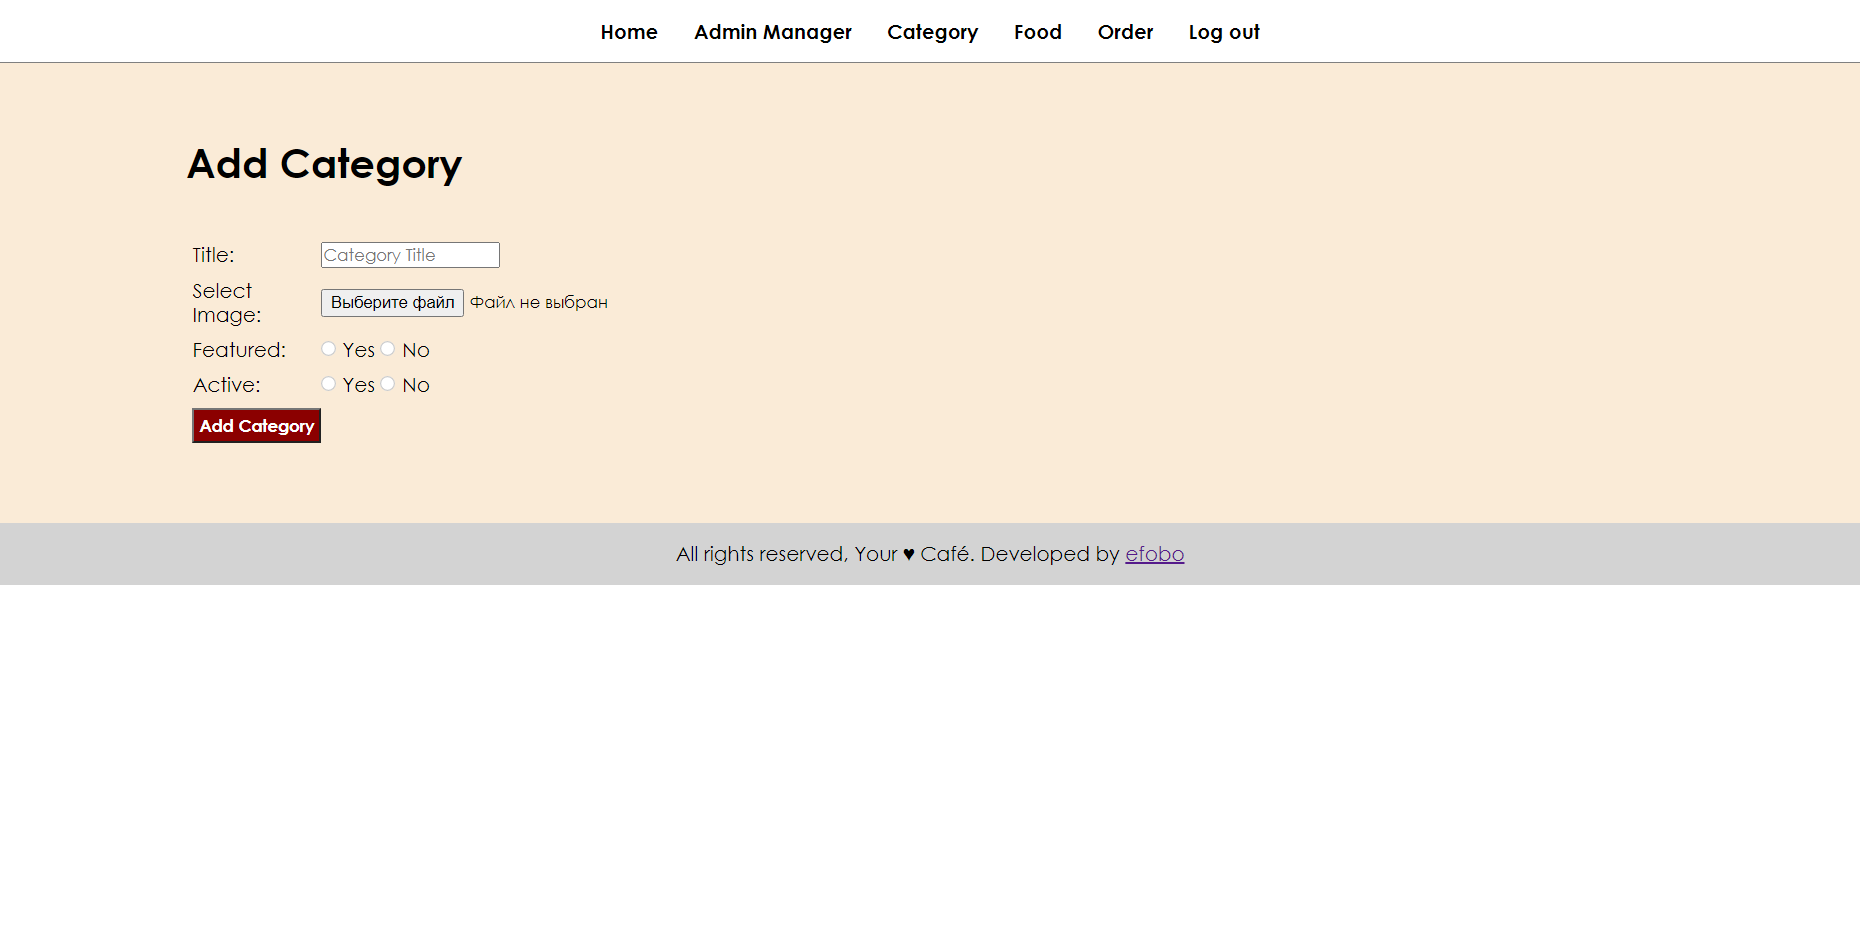 Home Admin Manager Category Food Order Log out
Add Category
Title: Category Title
Select
Image: Выберите файл Файл не выбран
Featured: Yes No
Active: Yes No
Add Category
All rights reserved, Your ♥ Café. Developed by efobo